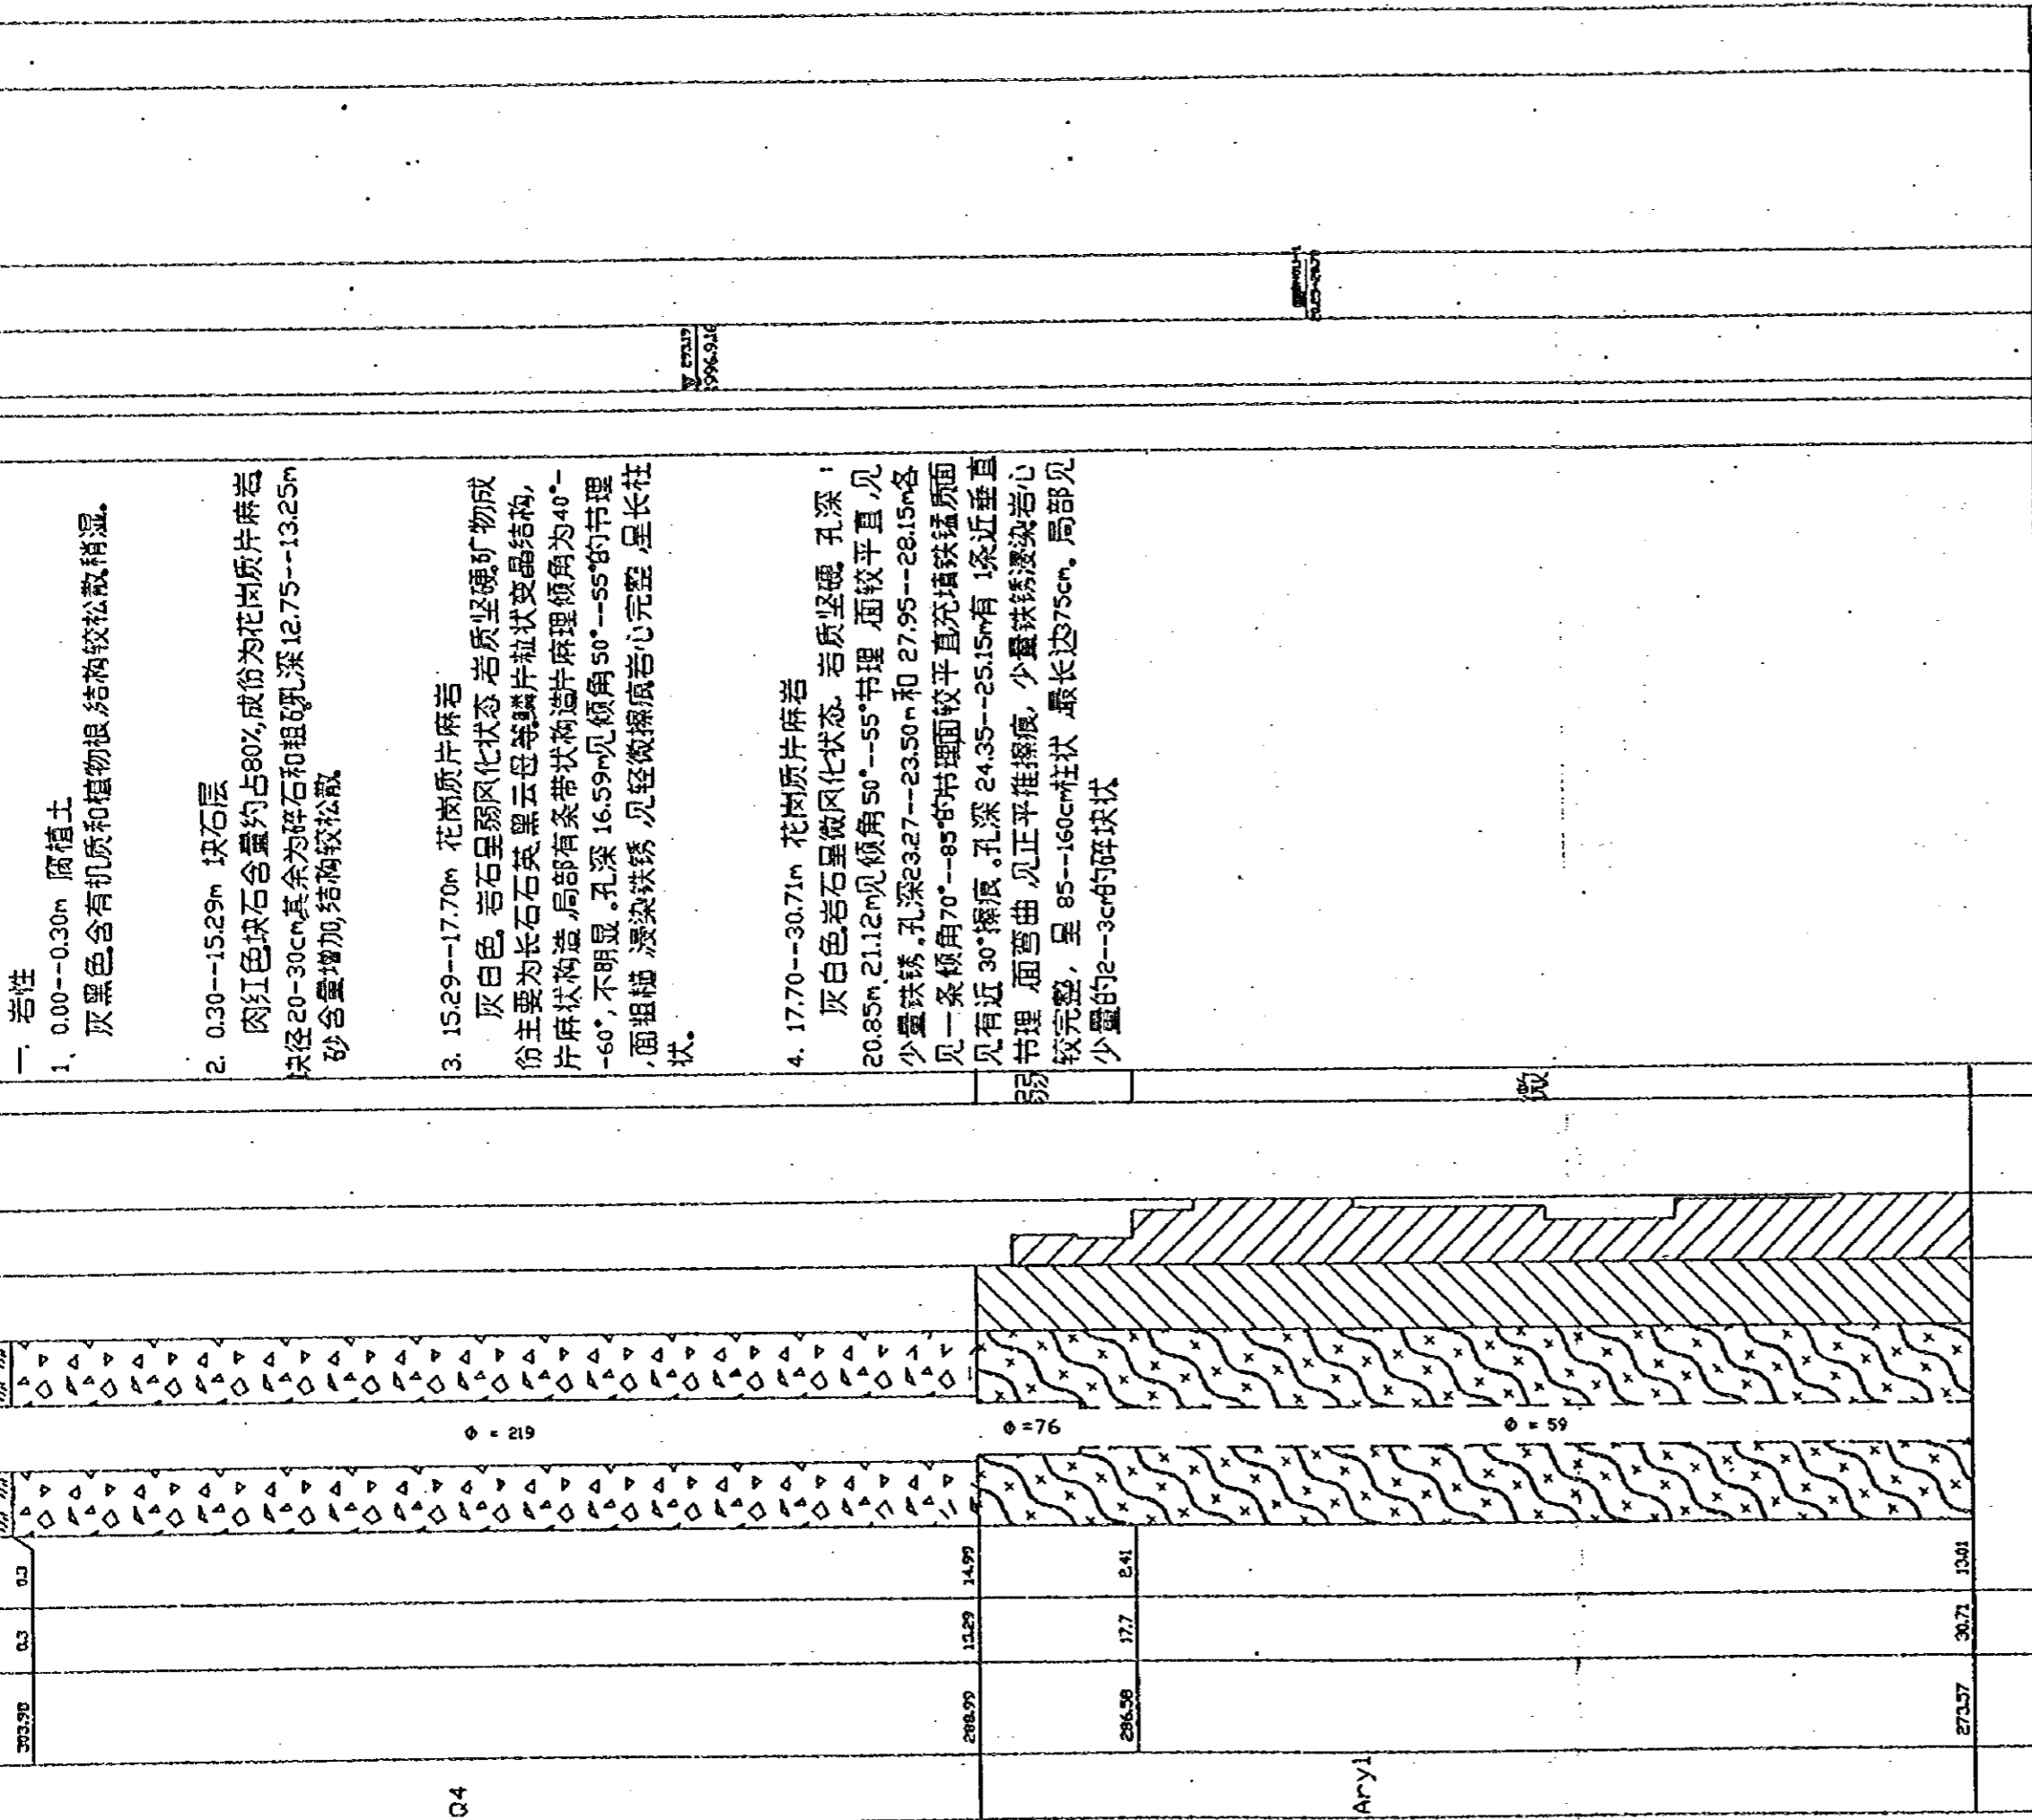 Q4
Aryl
303.98
0.3
0.3
288.99
15.29
14.99
286.58
17.7
2.41
273.57
30.71
13.01
Φ = 219
Φ =76
Φ = 59
弱
微
一. 岩性
1、0.00--0.30m 腐植土
灰黑色,含有机质和植物根,结构较松散,稍湿。
2. 0.30--15.29m 块石层
肉红色,块石含量约占80%,成份为花岗质片麻岩,
块径20-30cm,其余为碎石和粗砂。孔深12.75--13.25m
砂含量增加,结构较松散.
3. 15.29--17.70m 花岗质片麻岩
灰白色, 岩石呈弱风化状态 岩质坚硬,矿物成
份主要为长石石英 黑云母等,鳞片粒状变晶结构,
片麻状构造,局部有条带状构造,片麻理倾角为40°-
-60°,不明显。孔深 16.59m见倾角50°--55°的节理
,面粗糙 ,浸染铁锈 ,见轻微擦痕,岩心完整 ,呈长柱
状。
4. 17.70--30.71m 花岗质片麻岩
灰白色,岩石呈微风化状态, 岩质坚硬, 孔深 :
20.85m、21.12m见倾角50°--55°节理 ,面较平直 ,见
少量铁锈 ,孔深23.27--23.50m 和 27.95--28.15m各
见一条倾角70°--85°的节理,面较平直,充填铁锰质,面
见有近 30°擦痕 。孔深 24.35--25.15m有 1条近垂直
节理 ,面弯曲 ,见正平推擦痕, 少量铁锈浸染,岩心
较完整, 呈 85--160cm柱状 ,最长达375cm, 局部见
少量的2--3cm的碎块状.
293.19
1996.9.16